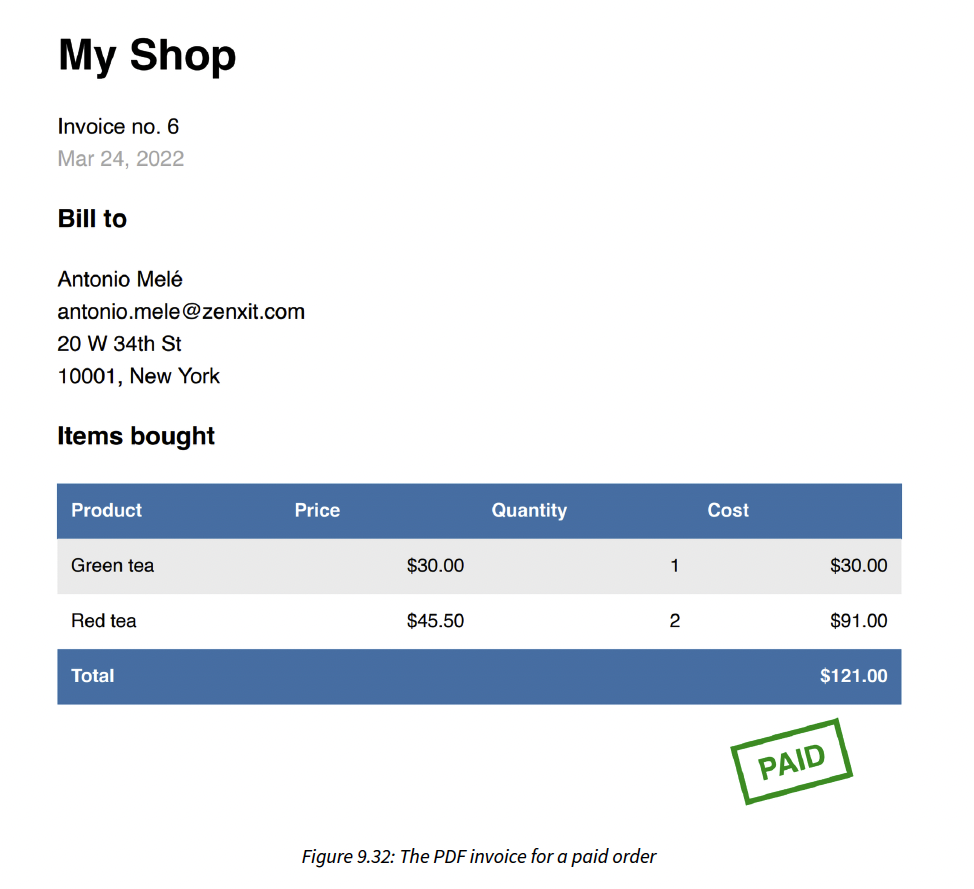 My Shop
Invoice no. 6
Mar 24, 2022
Bill to
Antonio Melé
antonio.mele@zenxit.com
20 W 34th St
10001, New York
Items bought
Product Price Quantity Cost
Green tea $30.00 1 $30.00
Red tea $45.50 2 $91.00
Total $121.00
PAID
Figure 9.32: The PDF invoice for a paid order